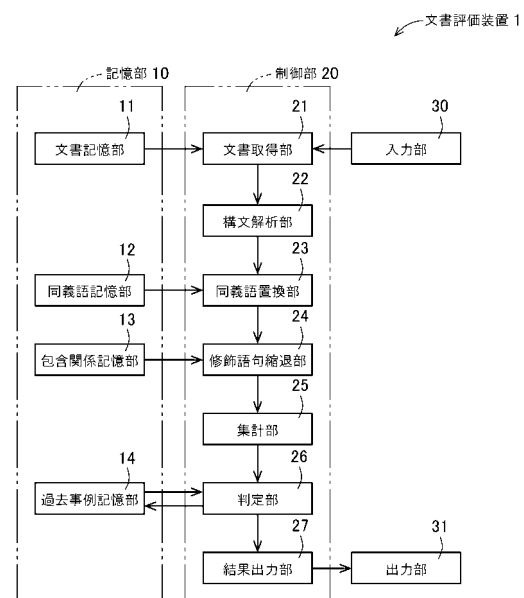 文書評価装置 1
記憶部 10
制御部 20
11
21
30
文書記憶部
文書取得部
入力部
22
構文解析部
12
23
同義語記憶部
同義語置換部
13
24
包含関係記憶部
修飾語句縮退部
25
集計部
14
26
過去事例記憶部
判定部
27
31
結果出力部
出力部